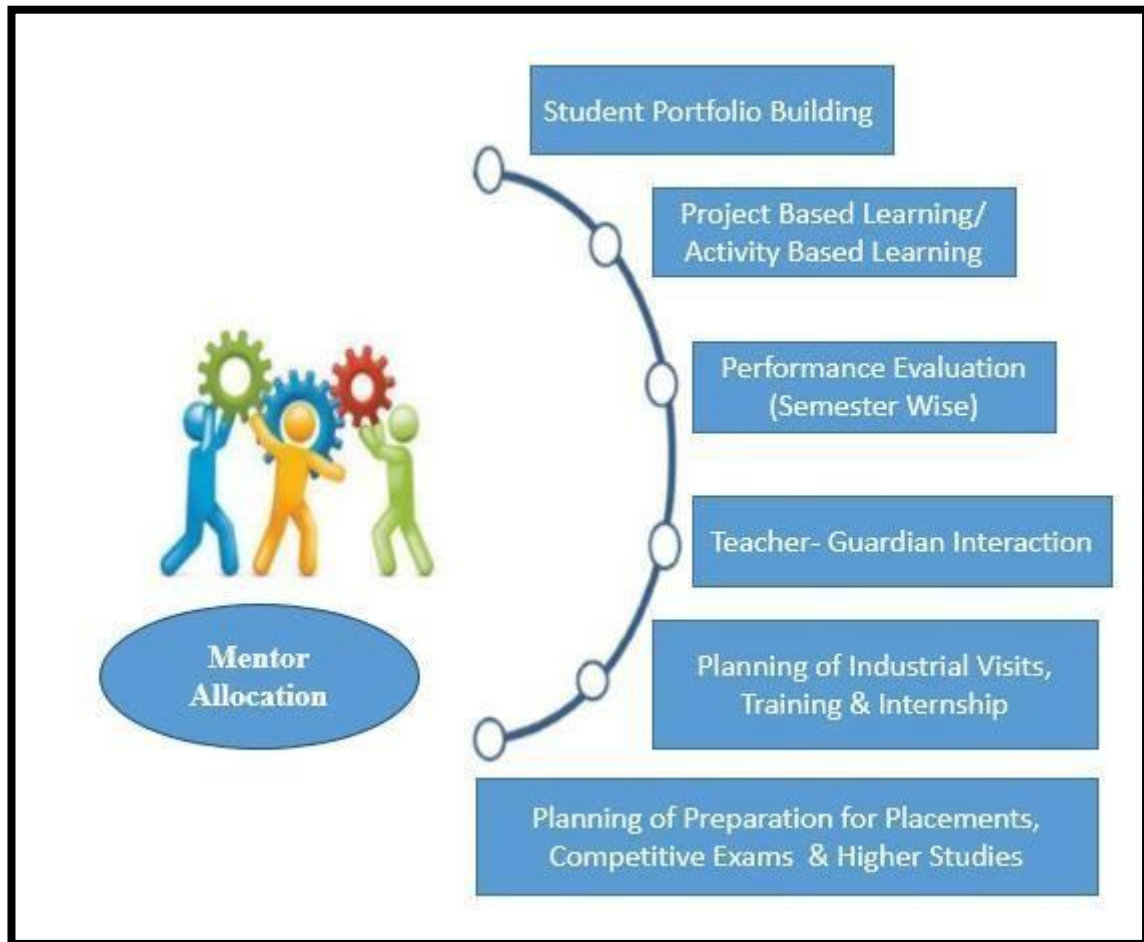 Student Portfolio Building
Project Based Learning/
Activity Based Learning
Performance Evaluation
(Semester Wise)
Teacher- Guardian Interaction
Mentor
Allocation
Planning of Industrial Visits,
Training & Internship
Planning of Preparation for Placements,
Competitive Exams & Higher Studies